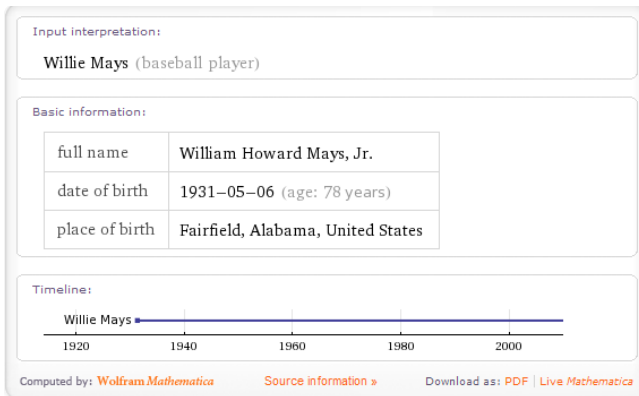 Input interpretation:
Willie Mays (baseball player)
Basic information:
full name William Howard Mays, Jr.
date of birth 1931–05–06 (age: 78 years)
place of birth Fairfield, Alabama, United States
Timeline:
Willie Mays
1920 1940 1960 1980 2000
Computed by: Wolfram Mathematica Source information » Download as: PDF | Live Mathematica